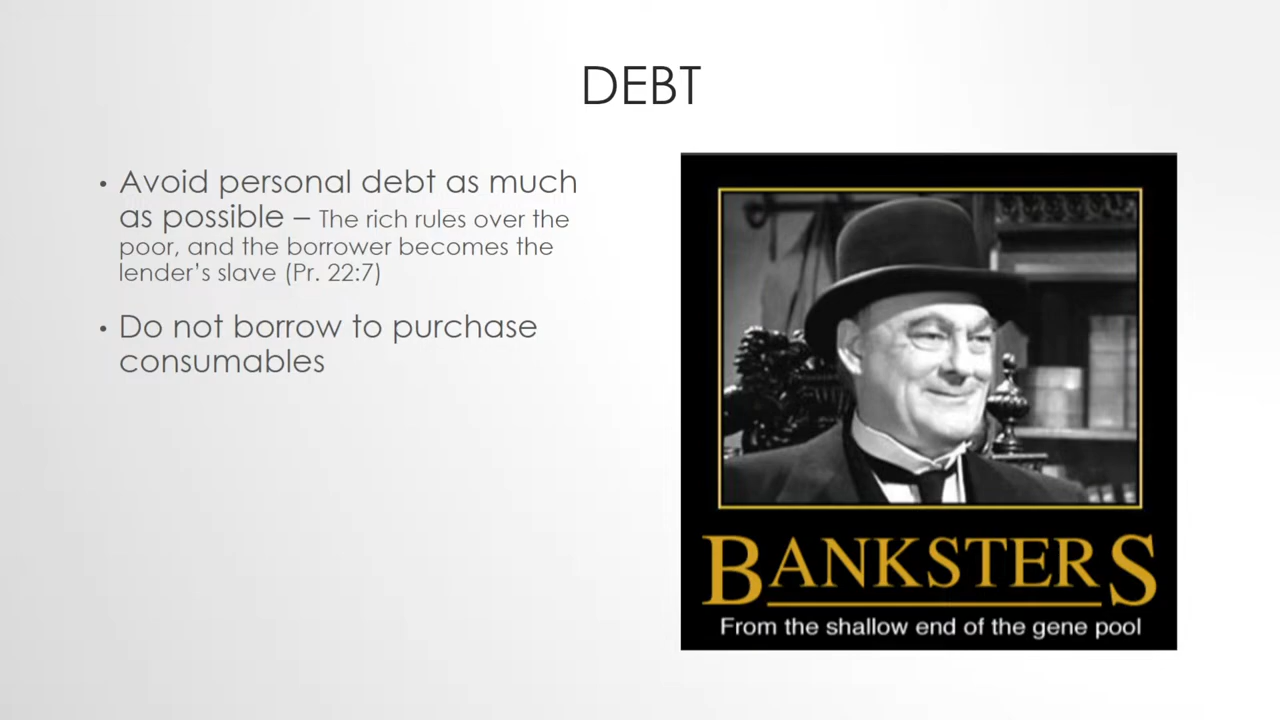 DEBT
• Avoid personal debt as much
as possible – The rich rules over the
poor, and the borrower becomes the
lender's slave (Pr. 22:7)
• Do not borrow to purchase
consumables
BANKSTERS
From the shallow end of the gene pool